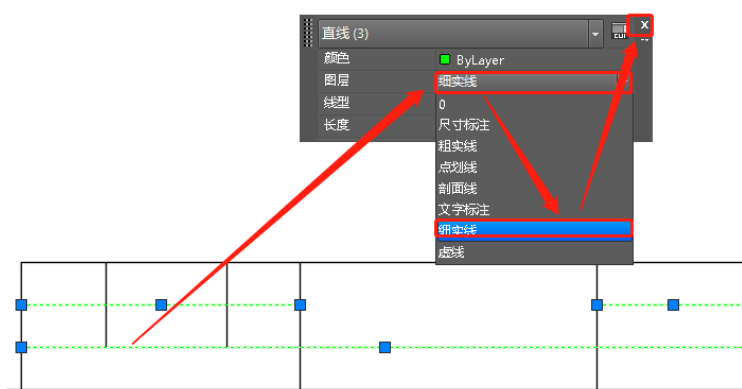 直线 (3)
X
颜色 ByLayer
图层 细实线
线型 0
长度 尺寸标注
粗实线
点划线
剖面线
文字标注
细实线
虚线